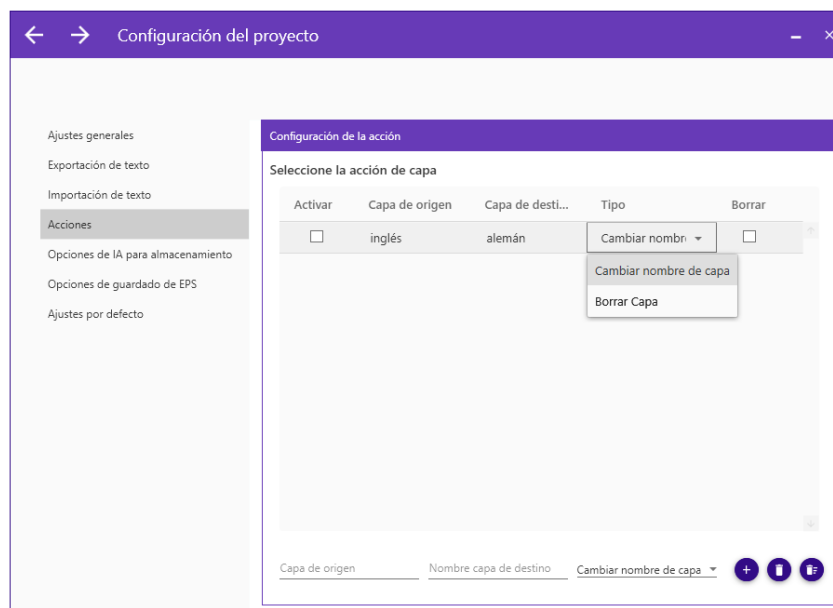 Configuración del proyecto
Ajustes generales
Exportación de texto
Importación de texto
Acciones
Opciones de IA para almacenamiento
Opciones de guardado de EPS
Ajustes por defecto
Configuración de la acción
Seleccione la acción de capa
Activar Capa de origen Capa de desti... Tipo Borrar
inglés alemán Cambiar nombr
Cambiar nombre de capa
Borrar Capa
Capa de origen Nombre capa de destino Cambiar nombre de capa